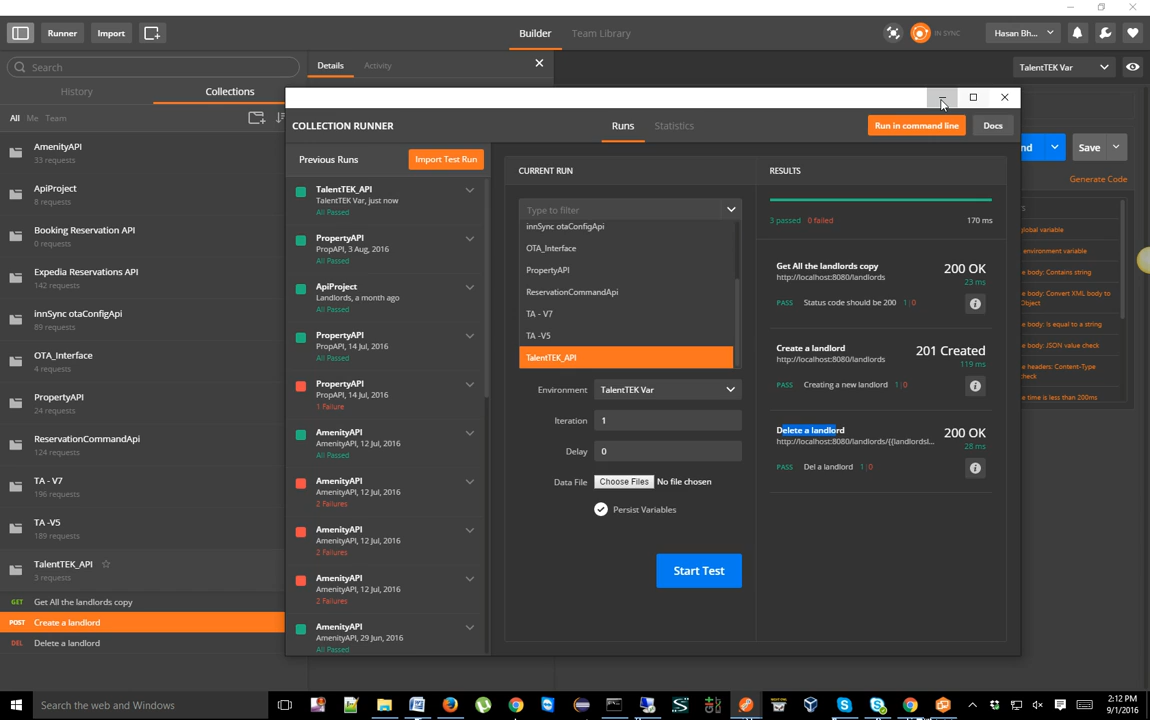 Runner
Import
Builder
Team Library
IN SYNC
Hasan Bh...
Search
Details
Activity
TalentTEK Var
History
Collections
All Me Team
AmenityAPI
33 requests
ApiProject
8 requests
Booking Reservation API
0 requests
Expedia Reservations API
142 requests
innSync otaConfigApi
89 requests
OTA_Interface
4 requests
PropertyAPI
24 requests
ReservationCommandApi
124 requests
TA - V7
196 requests
TA -V5
189 requests
TalentTEK_API
3 requests
GET Get All the landlords copy
POST Create a landlord
DEL Delete a landlord
COLLECTION RUNNER
Runs
Statistics
Run in command line
Docs
Previous Runs
Import Test Run
TalentTEK_API
TalentTEK Var, just now
All Passed
PropertyAPI
PropAPI, 3 Aug, 2016
All Passed
ApiProject
Landlords, a month ago
All Passed
PropertyAPI
PropAPI, 14 Jul, 2016
All Passed
PropertyAPI
PropAPI, 14 Jul, 2016
1 Failure
AmenityAPI
AmenityAPI, 12 Jul, 2016
All Passed
AmenityAPI
AmenityAPI, 12 Jul, 2016
2 Failures
AmenityAPI
AmenityAPI, 12 Jul, 2016
2 Failures
AmenityAPI
AmenityAPI, 12 Jul, 2016
2 Failures
AmenityAPI
AmenityAPI, 29 Jun, 2016
All Passed
CURRENT RUN
Type to filter
innSync otaConfigApi
OTA_Interface
PropertyAPI
ReservationCommandApi
TA - V7
TA -V5
TalentTEK_API
Environment TalentTEK Var
Iteration 1
Delay 0
Data File Choose Files No file chosen
Persist Variables
Start Test
RESULTS
3 passed 0 failed 170 ms
Get All the landlords copy 200 OK
http://localhost:8080/landlords 23 ms
PASS Status code should be 200 1|0
Create a landlord 201 Created
http://localhost:8080/landlords 119 ms
PASS Creating a new landlord 1|0
Delete a landlord 200 OK
http://localhost:8080/landlords/{{landlordsI... 28 ms
PASS Del a landlord 1|0
nd
Save
Generate Code
S
global variable
environment variable
e body: Contains string
e body: Convert XML body to
Object
e body: Is equal to a string
e body: JSON value check
e headers: Content-Type
check
e time is less than 200ms
Search the web and Windows
2:12 PM
9/1/2016